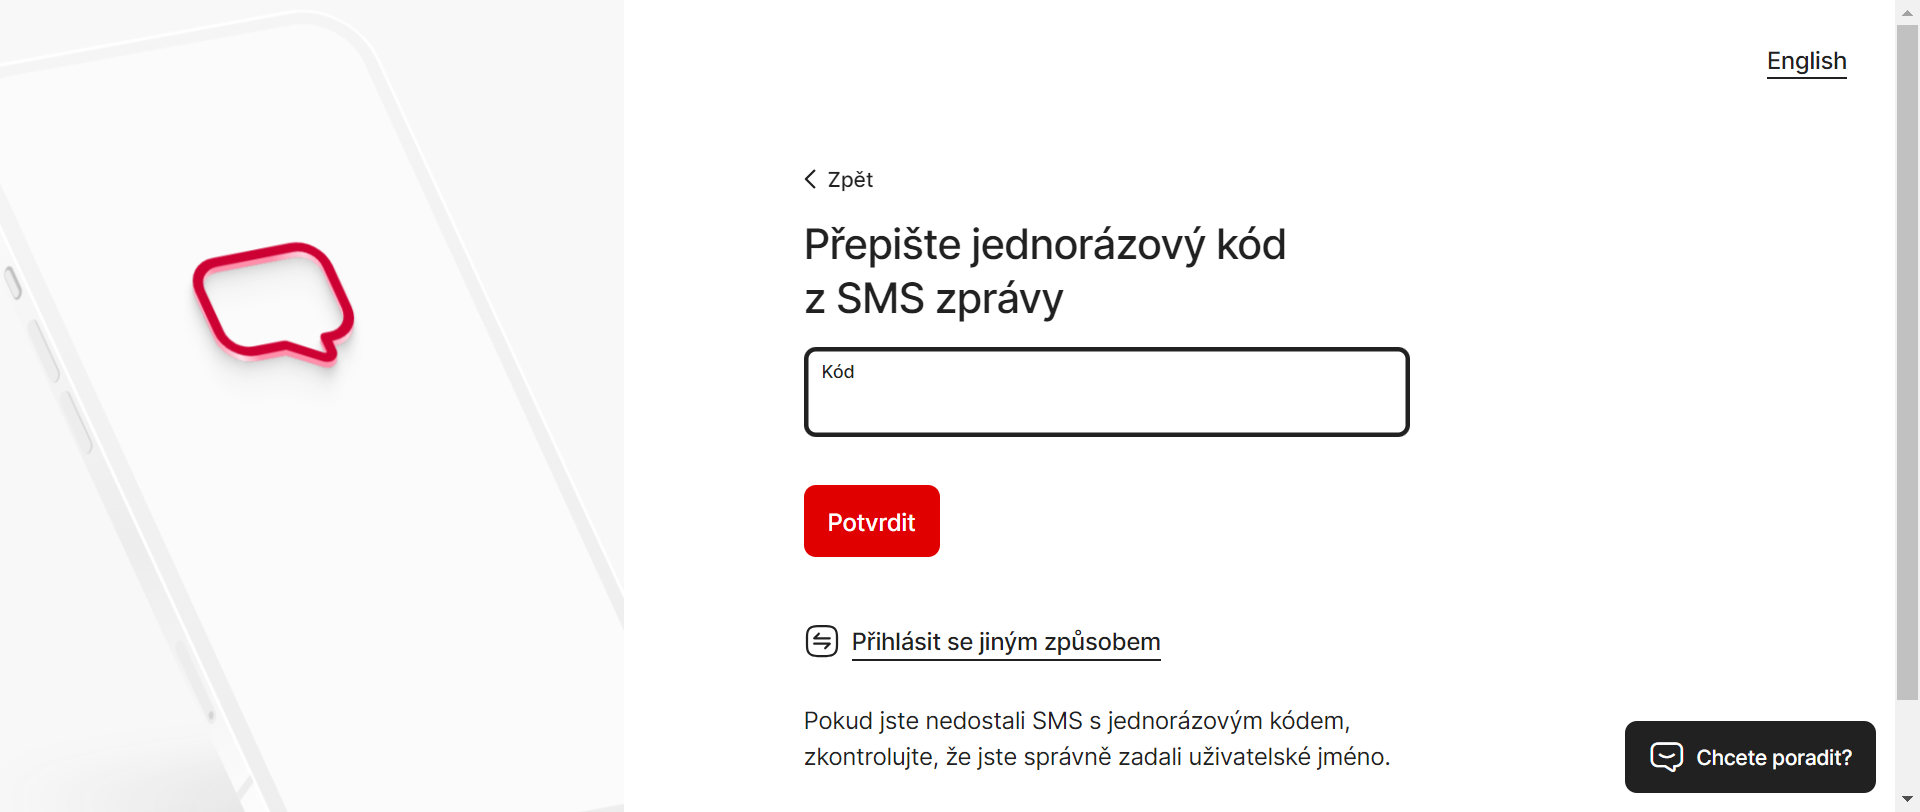 English
Zpět
Přepište jednorázový kód
z SMS zprávy
Kód
Potvrdit
Přihlásit se jiným způsobem
Pokud jste nedostali SMS s jednorázovým kódem,
zkontrolujte, že jste správně zadali uživatelské jméno.
Chcete poradit?